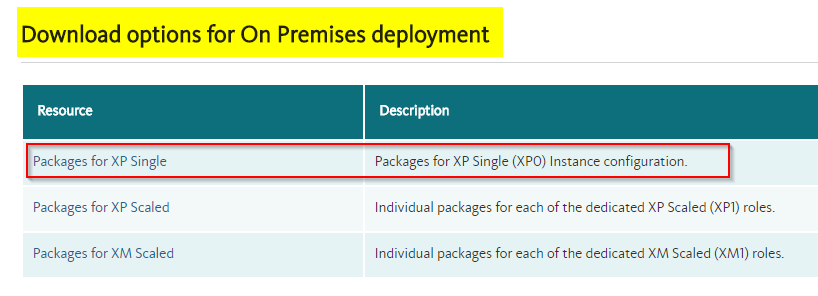 Download options for On Premises deployment
Resource Description
Packages for XP Single Packages for XP Single (XP0) Instance configuration.
Packages for XP Scaled Individual packages for each of the dedicated XP Scaled (XP1) roles.
Packages for XM Scaled Individual packages for each of the dedicated XM Scaled (XM1) roles.